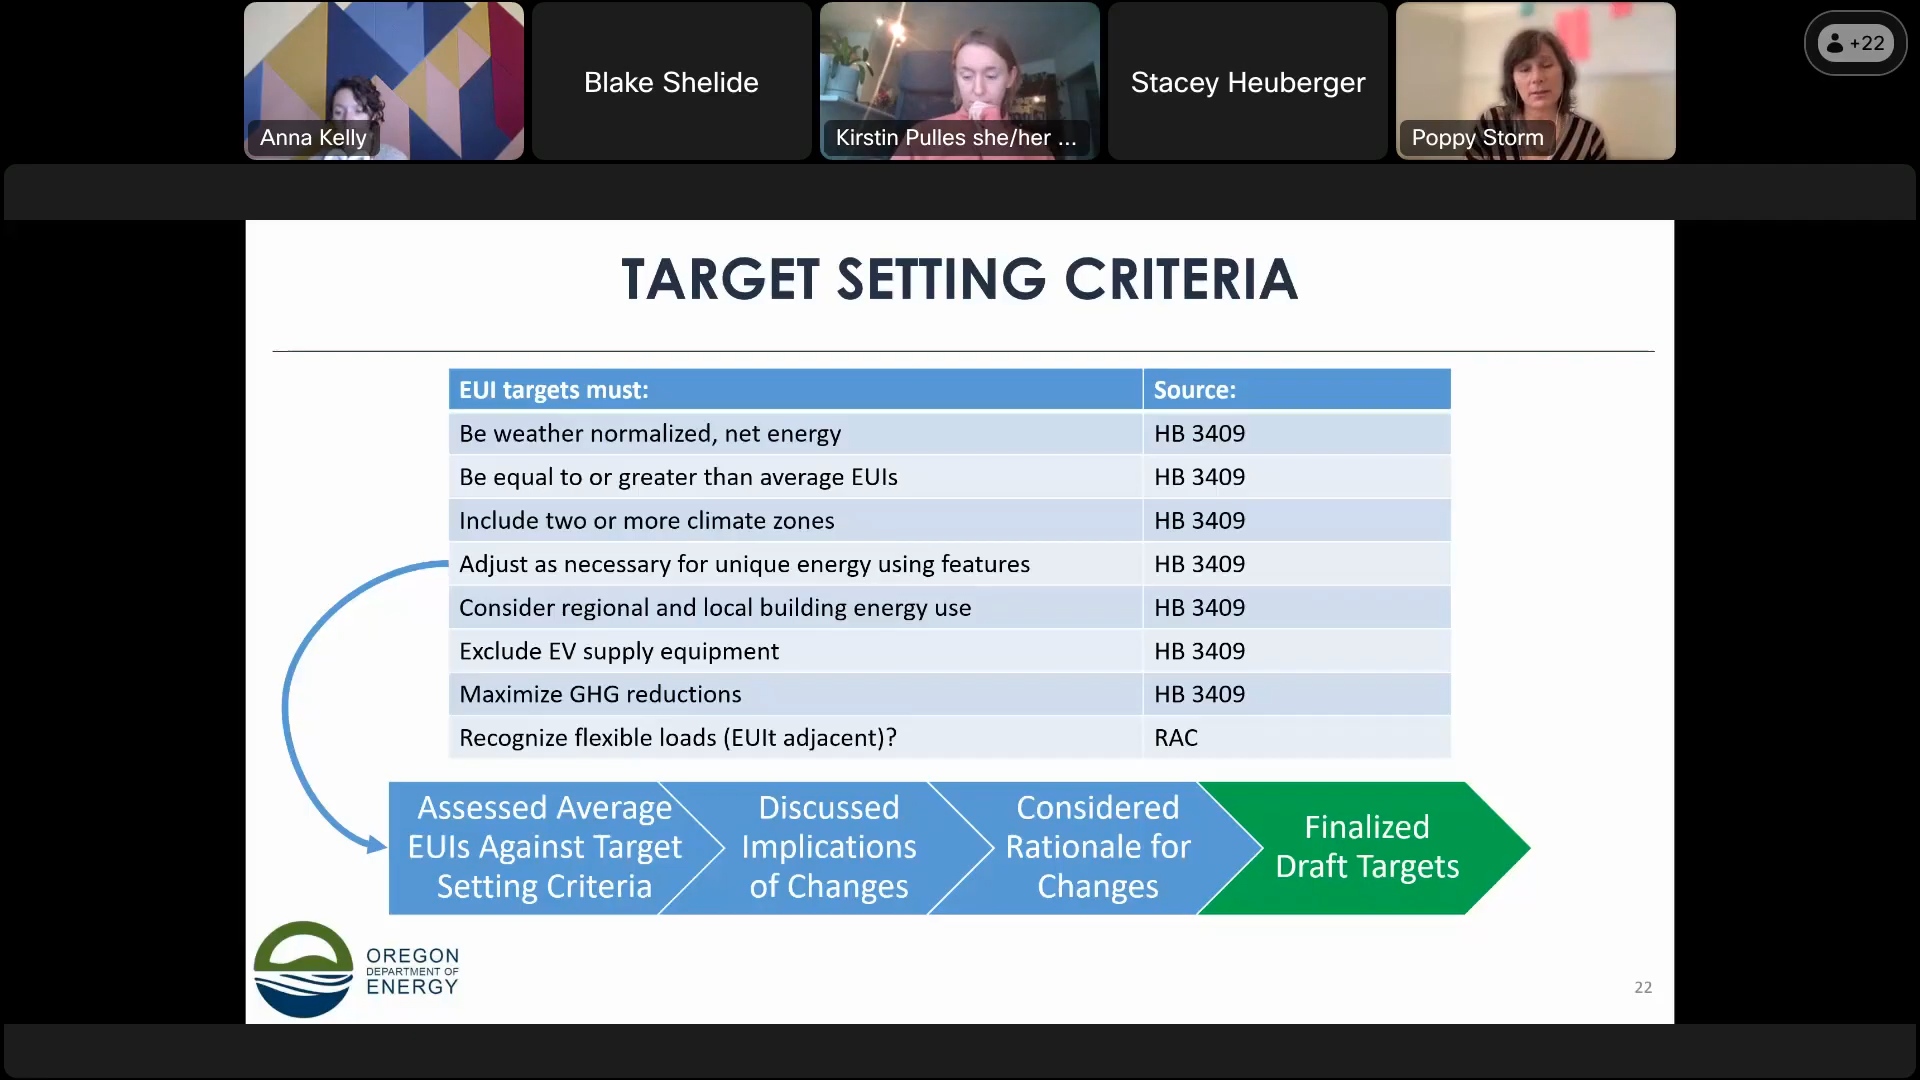 Anna Kelly
Blake Shelide
Kirstin Pulles she/her ...
Stacey Heuberger
Poppy Storm
+22
TARGET SETTING CRITERIA
EUI targets must: Source:
Be weather normalized, net energy HB 3409
Be equal to or greater than average EUIs HB 3409
Include two or more climate zones HB 3409
Adjust as necessary for unique energy using features HB 3409
Consider regional and local building energy use HB 3409
Exclude EV supply equipment HB 3409
Maximize GHG reductions HB 3409
Recognize flexible loads (EUIt adjacent)? RAC
Assessed Average
EUIs Against Target
Setting Criteria
Discussed
Implications
of Changes
Considered
Rationale for
Changes
Finalized
Draft Targets
OREGON
DEPARTMENT OF
ENERGY
22